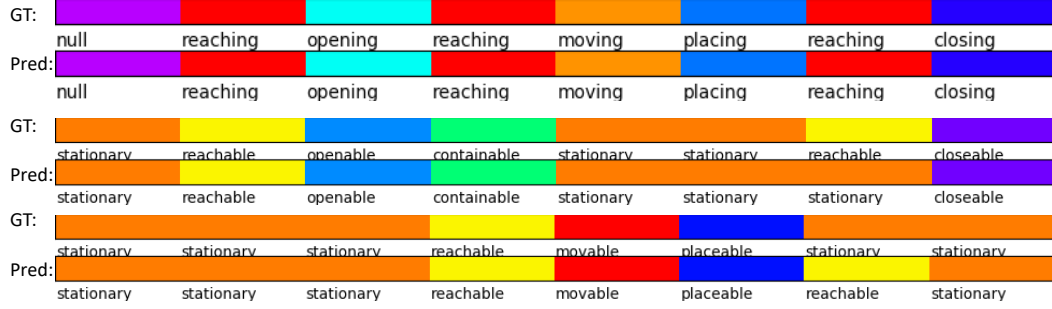 GT:
null reaching opening reaching moving placing reaching closing
Pred:
null reaching opening reaching moving placing reaching closing
GT:
stationary reachable openable containable stationary stationary reachable closeable
Pred:
stationary reachable openable containable stationary stationary stationary closeable
GT:
stationary stationary stationary reachable movable placeable stationary stationary
Pred:
stationary stationary stationary reachable movable placeable reachable stationary